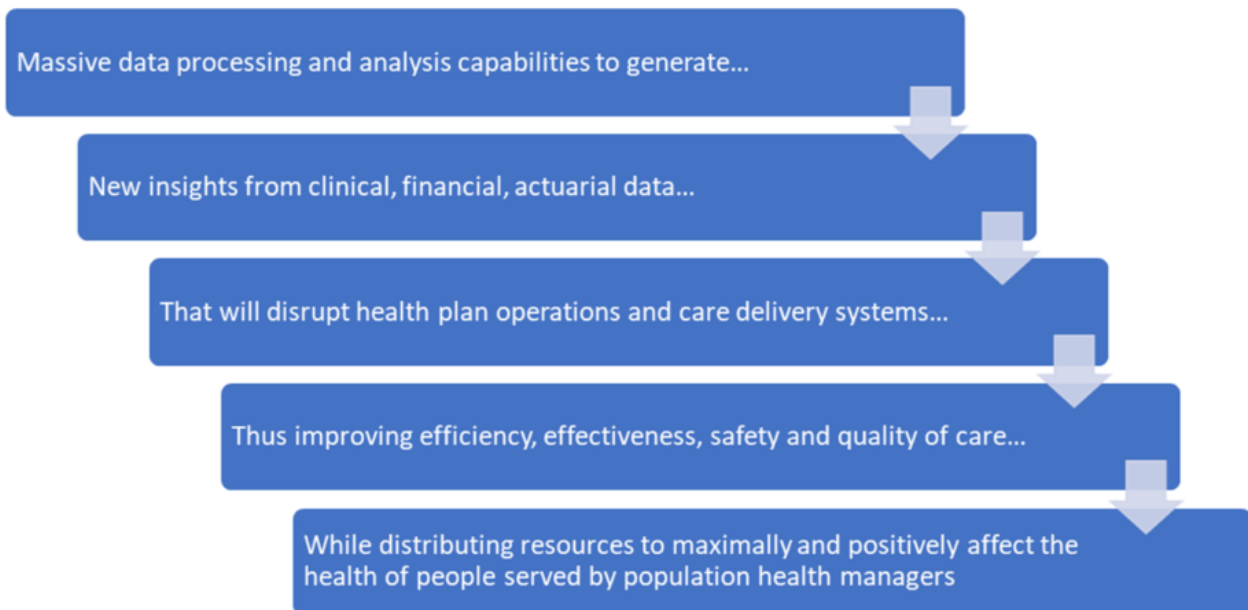 Massive data processing and analysis capabilities to generate…
New insights from clinical, financial, actuarial data…
That will disrupt health plan operations and care delivery systems…
Thus improving efficiency, effectiveness, safety and quality of care…
While distributing resources to maximally and positively affect the
health of people served by population health managers